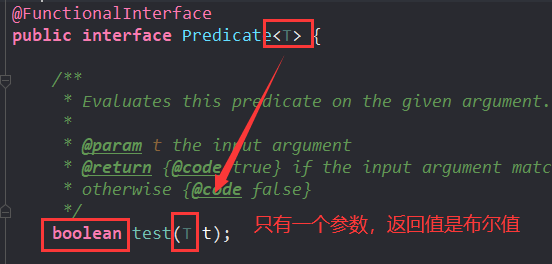 @FunctionalInterface
public interface Predicate<T> {
/**
* Evaluates this predicate on the given argument.
*
* @param t the input argument
* @return {@code true} if the input argument matc
* otherwise {@code false}
*/
boolean test(T t);
只有一个参数，返回值是布尔值